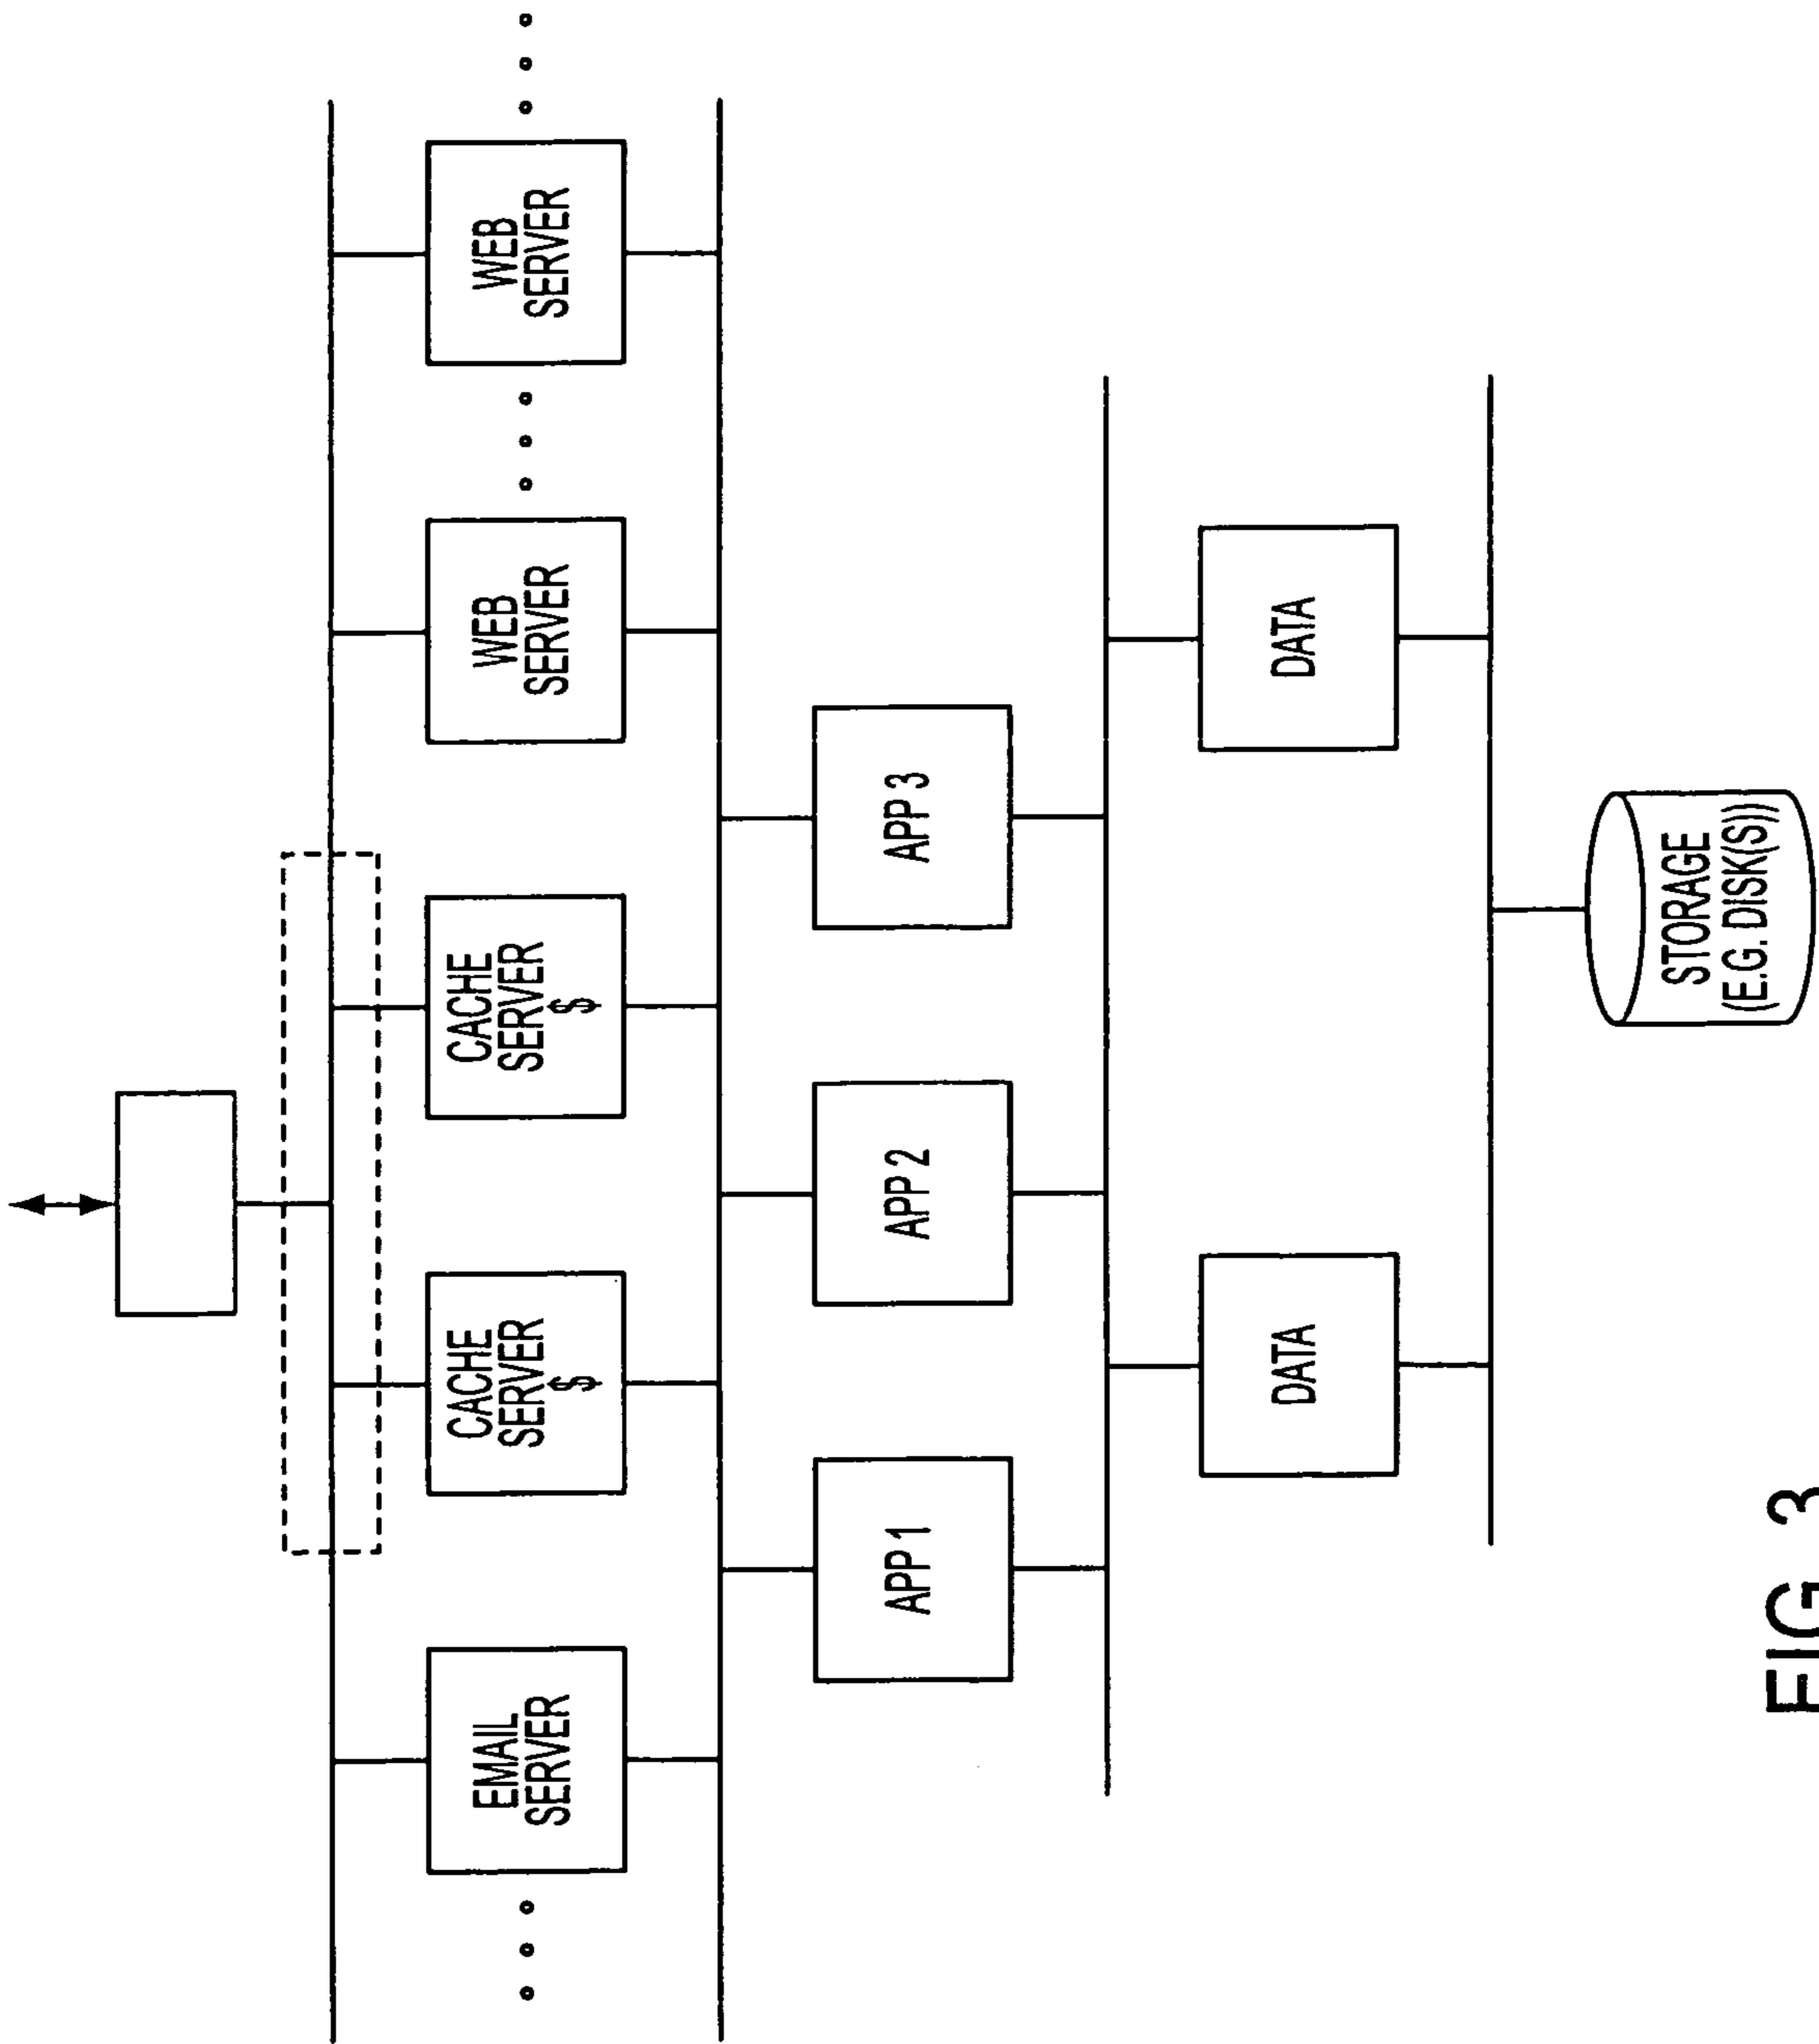 EMAIL
SERVER
CACHE
SERVER
$
CACHE
SERVER
$
WEB
SERVER
WEB
SERVER
APP 1
APP 2
APP 3
DATA
DATA
STORAGE
(E.G. DISK(S))
FIG 3